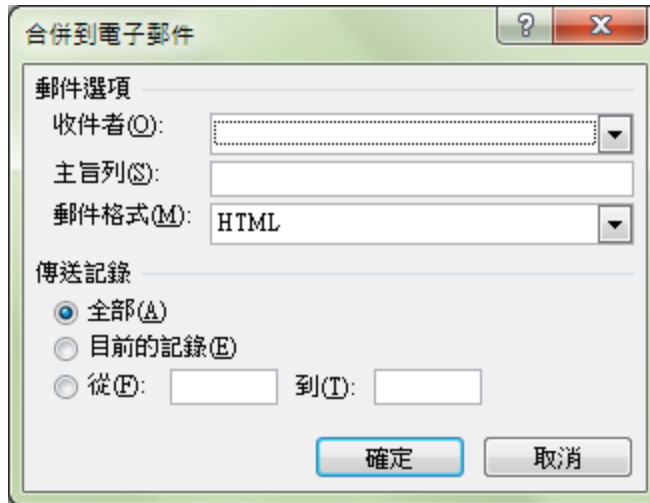 合併到電子郵件
郵件選項
收件者(O):
主旨列(S):
郵件格式(M): HTML
傳送記錄
全部(A)
目前的記錄(E)
從(F): 到(T):
確定 取消